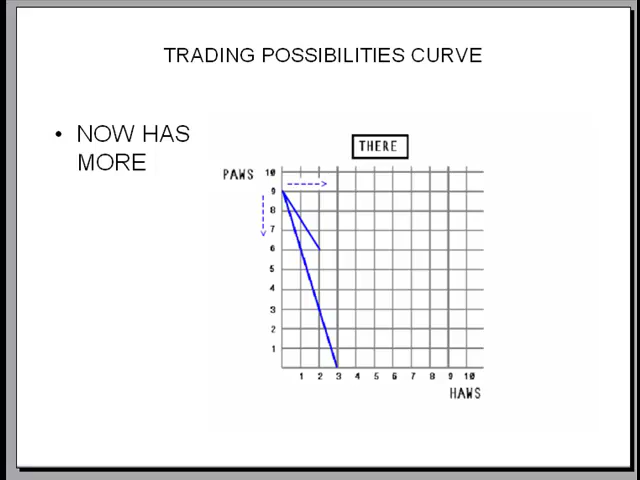 TRADING POSSIBILITIES CURVE
• NOW HAS
MORE
THERE
PAWS
10
9
8
7
6
5
4
3
2
1
1 2 3 4 5 6 7 8 9 10
HAWS